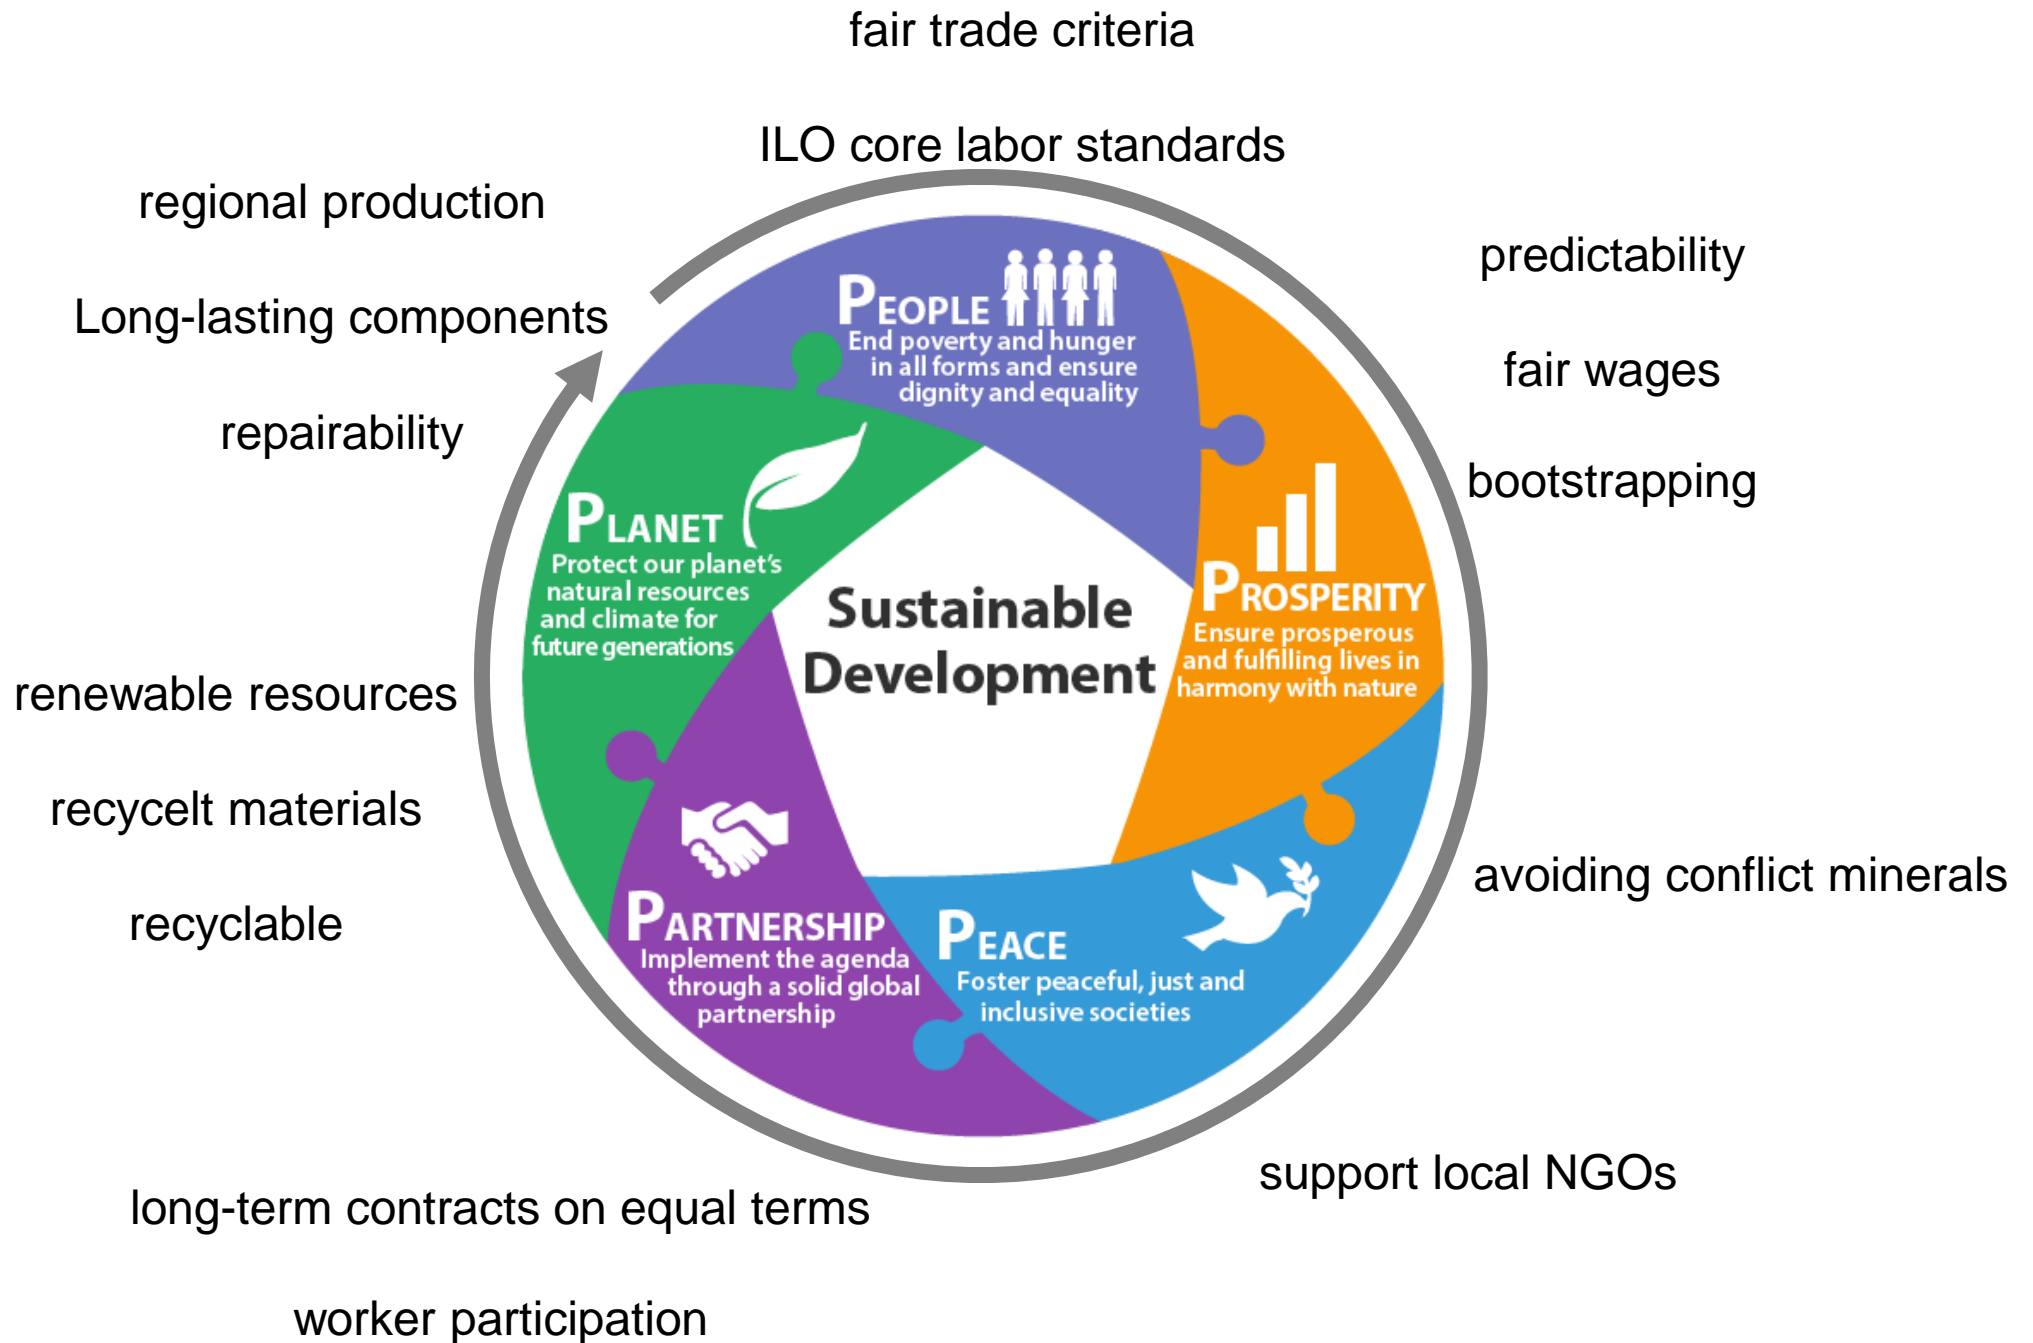 fair trade criteria
ILO core labor standards
regional production
Long-lasting components
repairability
predictability
fair wages
bootstrapping
PEOPLE
End poverty and hunger
in all forms and ensure
dignity and equality
PLANET
Protect our planet's
natural resources
and climate for
future generations
Sustainable
Development
PROSPERITY
Ensure prosperous
and fulfilling lives in
harmony with nature
renewable resources
recycelt materials
recyclable
PARTNERSHIP
Implement the agenda
through a solid global
partnership
PEACE
Foster peaceful, just and
inclusive societies
avoiding conflict minerals
support local NGOs
long-term contracts on equal terms
worker participation